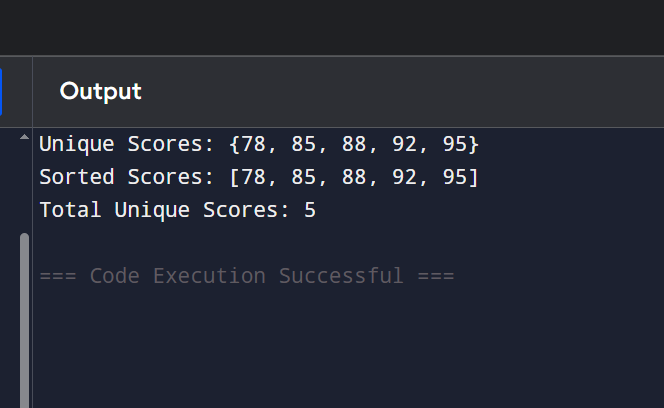 Output
Unique Scores: {78, 85, 88, 92, 95}
Sorted Scores: [78, 85, 88, 92, 95]
Total Unique Scores: 5
=== Code Execution Successful ===